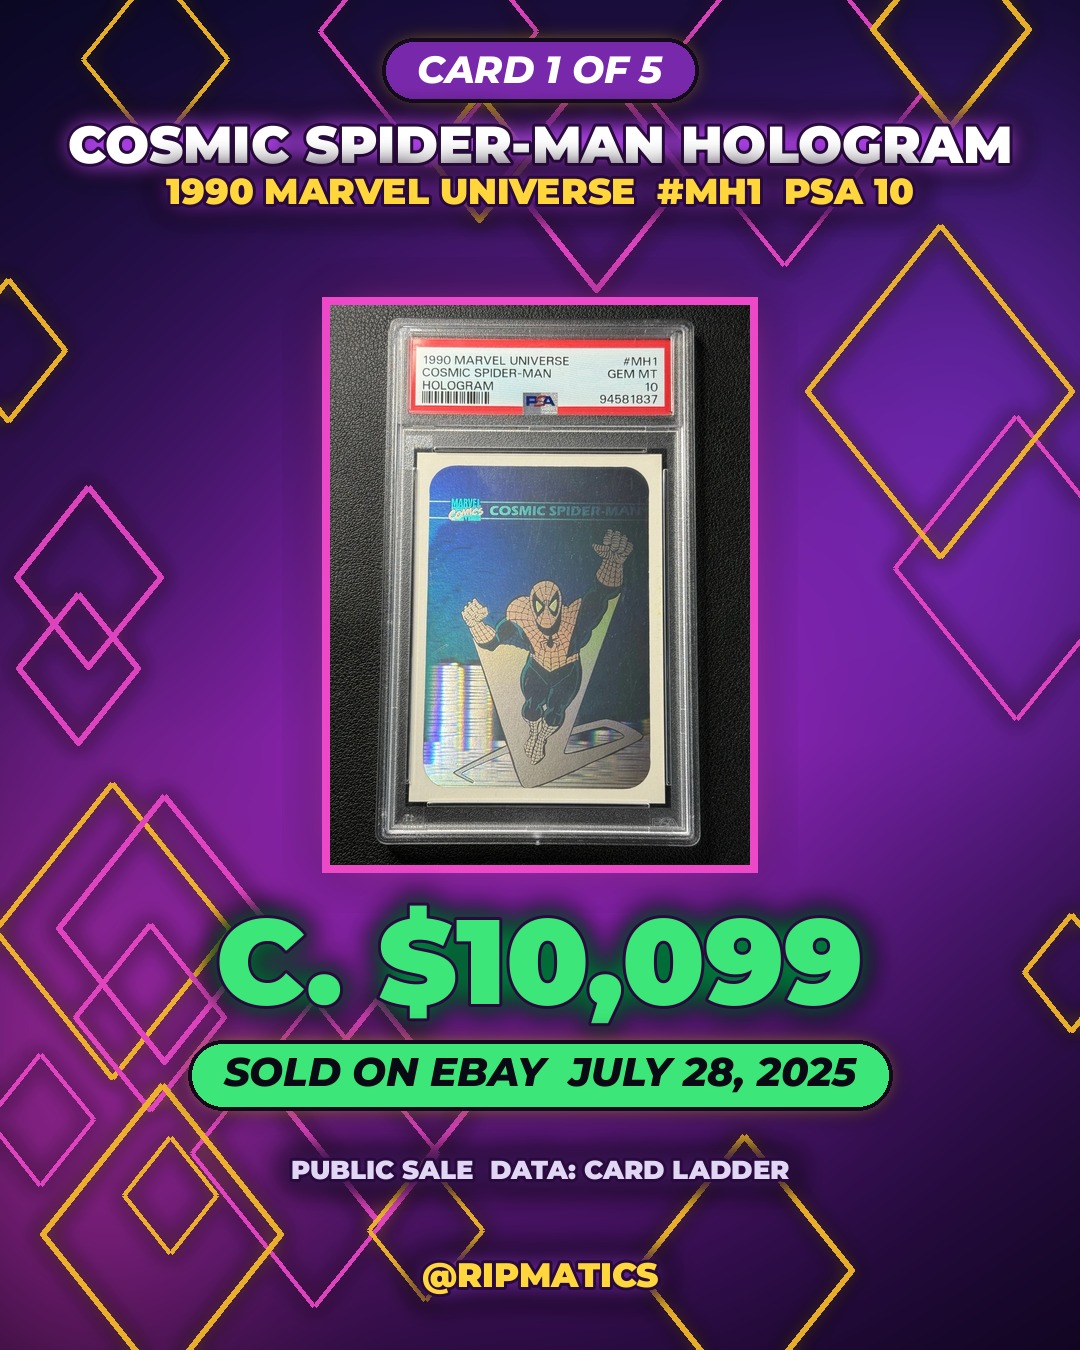 CARD 1 OF 5
COSMIC SPIDER-MAN HOLOGRAM
1990 MARVEL UNIVERSE #MH1 PSA 10
1990 MARVEL UNIVERSE #MH1
COSMIC SPIDER-MAN GEM MT
HOLOGRAM 10
PSA 94581837
MARVEL
COMICS COSMIC SPIDER-MAN
C. $10,099
SOLD ON EBAY JULY 28, 2025
PUBLIC SALE DATA: CARD LADDER
@RIPMATICS